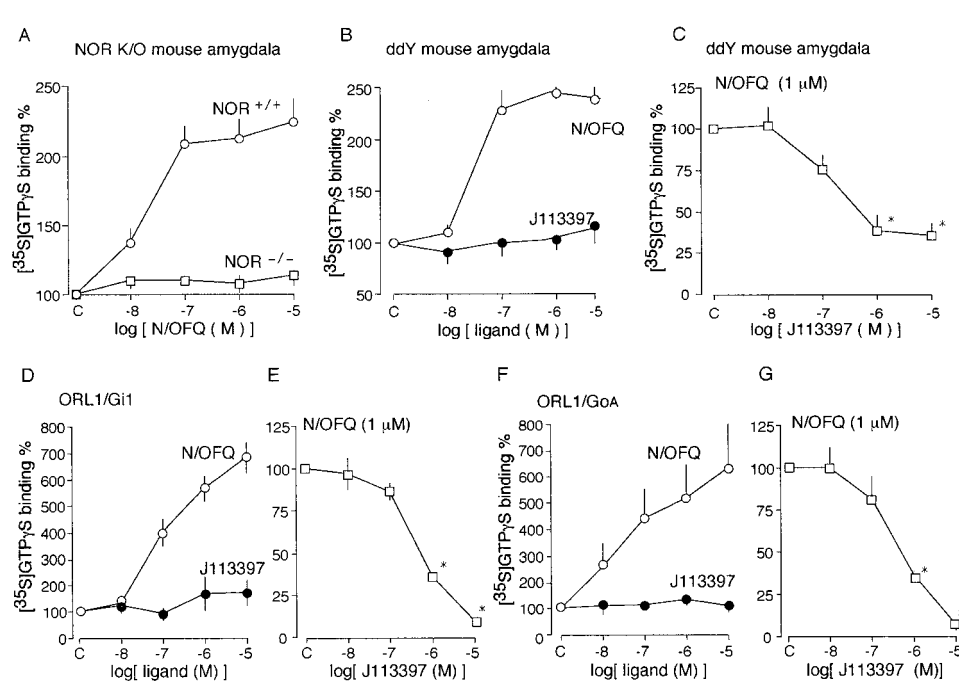 A
NOR K/O mouse amygdala
[35S]GTPγS binding %
250
200
150
100
NOR +/+
NOR -/-
C -8 -7 -6 -5
log [ N/OFQ ( M ) ]
B
ddY mouse amygdala
[35S]GTPγS binding %
250
200
150
100
50
N/OFQ
J113397
C -8 -7 -6 -5
log [ ligand ( M ) ]
C
ddY mouse amygdala
N/OFQ (1 μM)
[35S]GTPγS binding %
125
100
75
50
25
0
* *
C -8 -7 -6 -5
log [ J113397 ( M ) ]
D
ORL1/Gi1
[35S]GTPγS binding %
800
700
600
500
400
300
200
100
0
N/OFQ
J113397
C -8 -7 -6 -5
log[ ligand (M) ]
E
N/OFQ (1 μM)
125
100
75
50
25
0
*
*
C -8 -7 -6 -5
log[ J113397 (M) ]
F
ORL1/GoA
[35S]GTPγS binding %
800
700
600
500
400
300
200
100
0
N/OFQ
J113397
C -8 -7 -6 -5
log[ ligand (M) ]
G
N/OFQ (1 μM)
125
100
75
50
25
0
*
C -8 -7 -6 -5
log[ J113397 (M)]